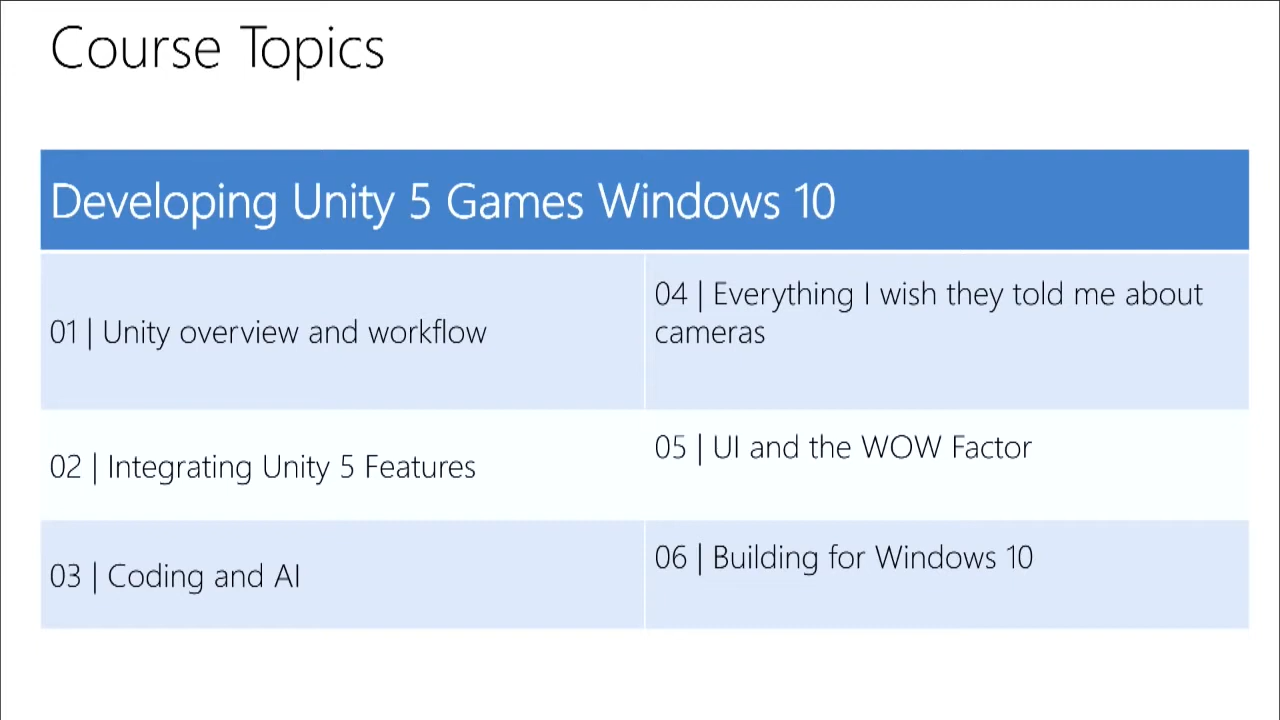 Course Topics
Developing Unity 5 Games Windows 10
01 | Unity overview and workflow
02 | Integrating Unity 5 Features
03 | Coding and AI
04 | Everything I wish they told me about
cameras
05 | UI and the WOW Factor
06 | Building for Windows 10